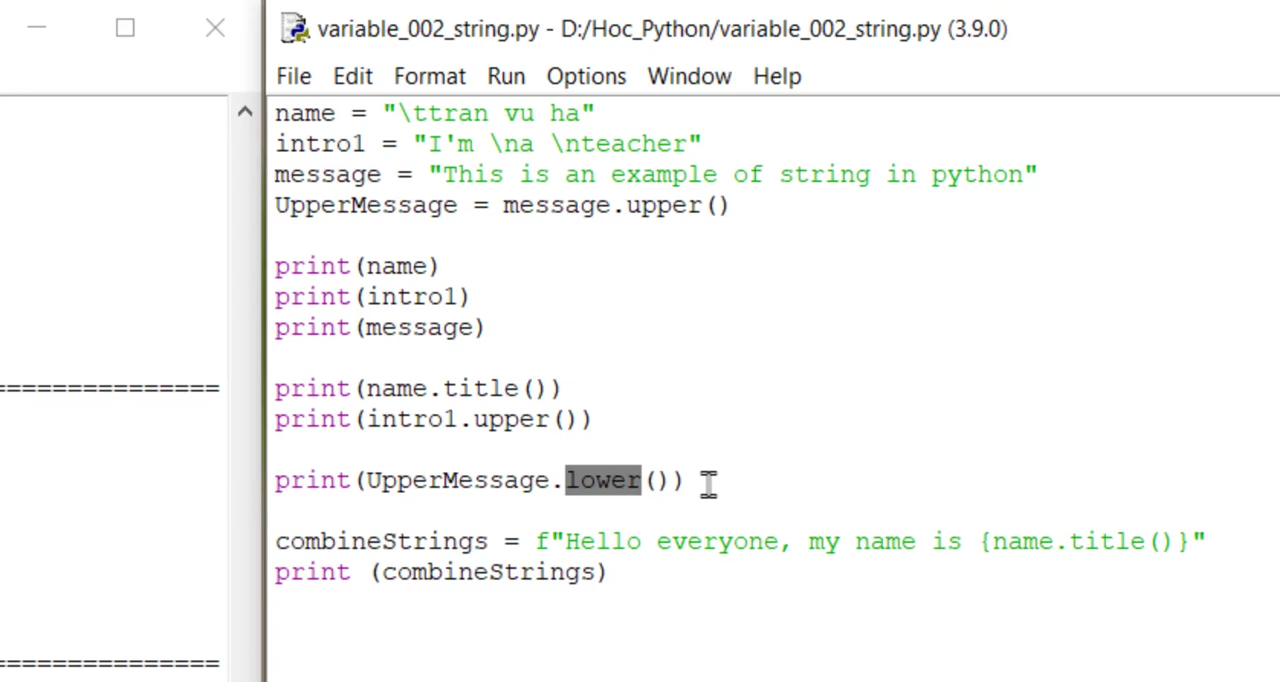 variable_002_string.py - D:/Hoc_Python/variable_002_string.py (3.9.0)
File Edit Format Run Options Window Help
name = "\ttran vu ha"
intro1 = "I'm \na \nteacher"
message = "This is an example of string in python"
UpperMessage = message.upper()
print(name)
print(intro1)
print(message)
print(name.title())
print(intro1.upper())
print(UpperMessage.lower())
combineStrings = f"Hello everyone, my name is {name.title()}"
print (combineStrings)
===============
===============